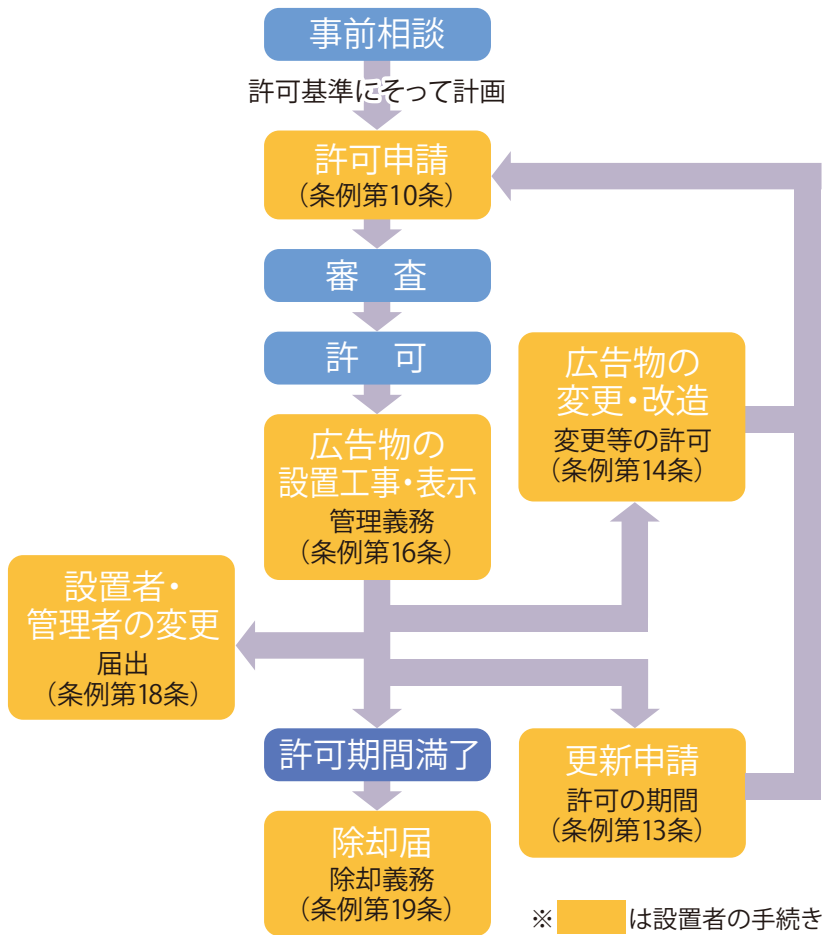 事前相談
許可基準にそって計画
許可申請
（条例第10条）
審　査
許　可
広告物の
設置工事・表示
管理義務
（条例第16条）
広告物の
変更・改造
変更等の許可
（条例第14条）
設置者・
管理者の変更
届出
（条例第18条）
許可期間満了
更新申請
許可の期間
（条例第13条）
除却届
除却義務
（条例第19条）
※　　は設置者の手続き